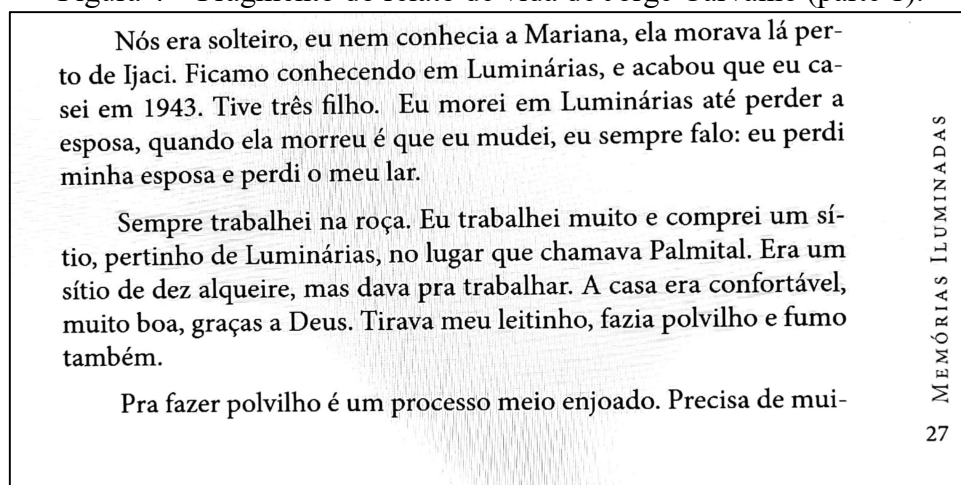 Nós era solteiro, eu nem conhecia a Mariana, ela morava lá per-
to de Ijaci. Ficamo conhecendo em Luminárias, e acabou que eu ca-
sei em 1943. Tive três filho. Eu morei em Luminárias até perder a
esposa, quando ela morreu é que eu mudei, eu sempre falo: eu perdi
minha esposa e perdi o meu lar.
Sempre trabalhei na roça. Eu trabalhei muito e comprei um sí-
tio, pertinho de Luminárias, no lugar que chamava Palmital. Era um
sítio de dez alqueire, mas dava pra trabalhar. A casa era confortável,
muito boa, graças a Deus. Tirava meu leitinho, fazia polvilho e fumo
também.
Pra fazer polvilho é um processo meio enjoado. Precisa de mui-
MEMÓRIAS ILUMINADAS
27